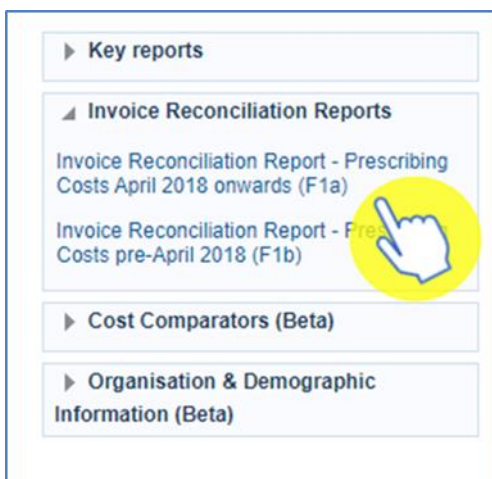 Key reports
Invoice Reconciliation Reports
Invoice Reconciliation Report - Prescribing
Costs April 2018 onwards (F1a)
Invoice Reconciliation Report - Pres
Costs pre-April 2018 (F1b)
Cost Comparators (Beta)
Organisation & Demographic
Information (Beta)